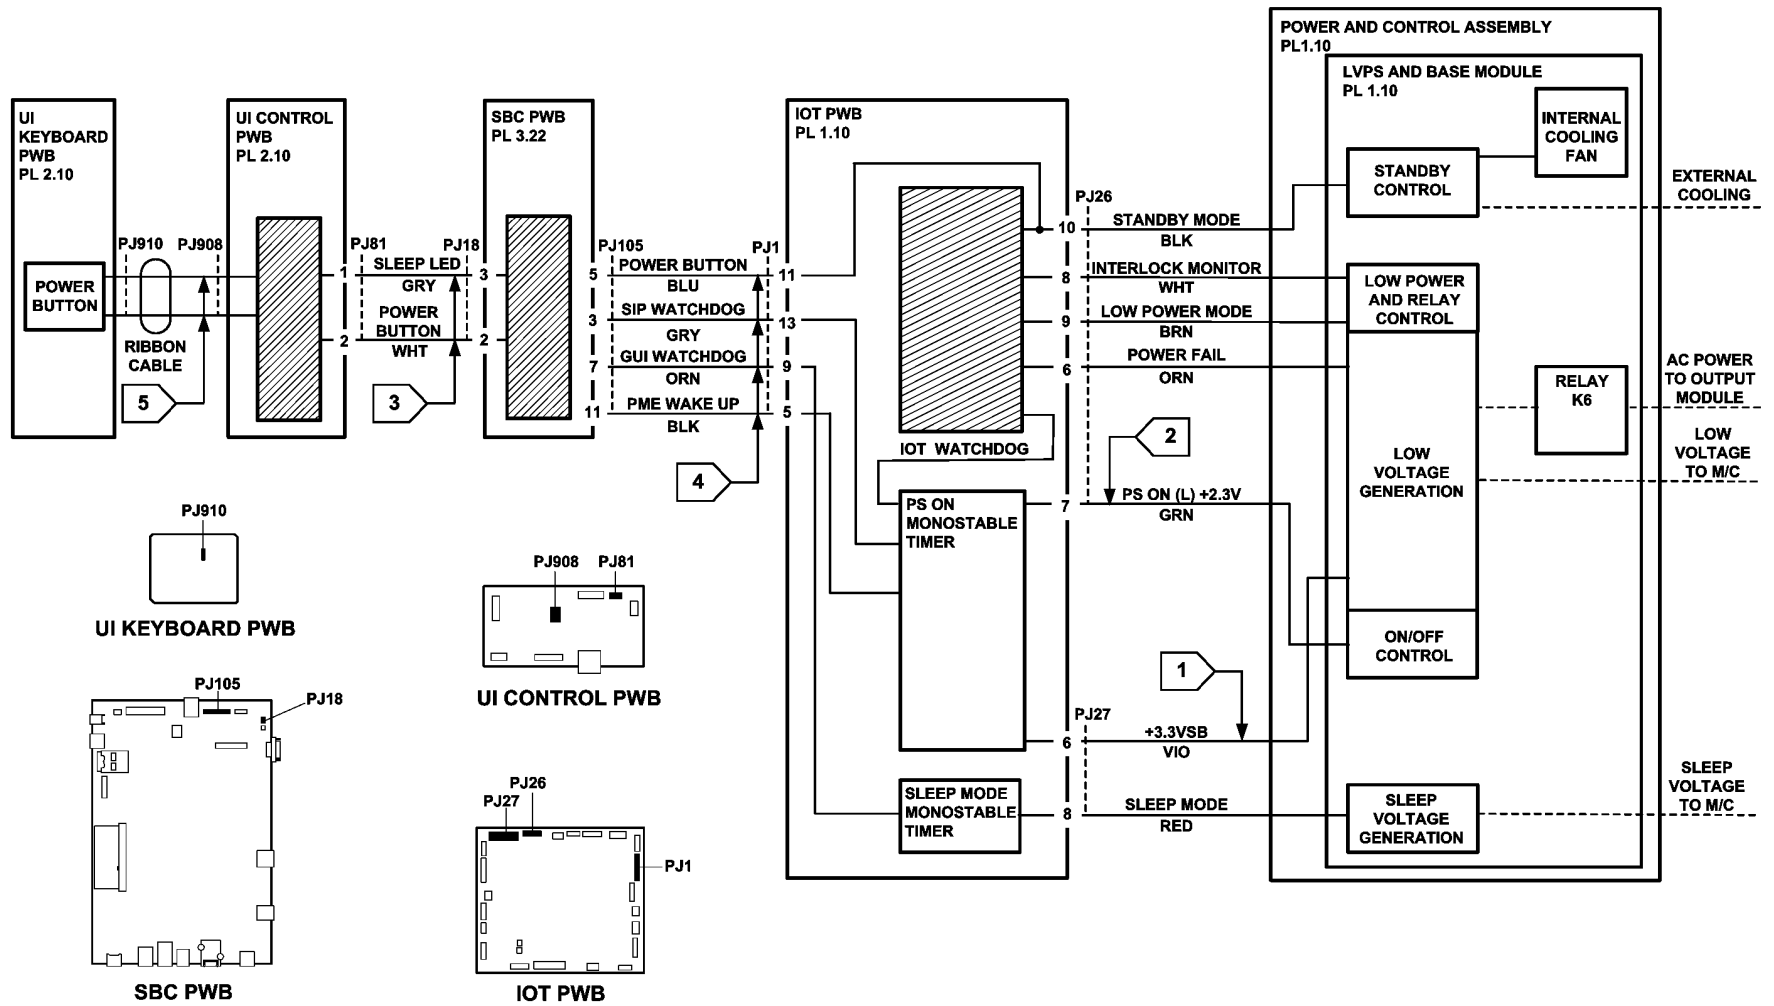 POWER AND CONTROL ASSEMBLY
PL1.10
LVPS AND BASE MODULE
PL 1.10
UI
KEYBOARD
PWB
PL 2.10
UI CONTROL
PWB
PL 2.10
SBC PWB
PL 3.22
IOT PWB
PL 1.10
INTERNAL
COOLING
FAN
STANDBY
CONTROL
EXTERNAL
COOLING
PJ910
PJ908
PJ81
PJ18
PJ105
PJ1
PJ26
POWER
BUTTON
RIBBON
CABLE
5
1
SLEEP LED
GRY
3
2
POWER
BUTTON
WHT
2
3
5
POWER BUTTON
BLU
11
3
SIP WATCHDOG
GRY
13
7
GUI WATCHDOG
ORN
9
11
PME WAKE UP
BLK
5
4
10
STANDBY MODE
BLK
8
INTERLOCK MONITOR
WHT
9
LOW POWER MODE
BRN
6
POWER FAIL
ORN
LOW POWER
AND RELAY
CONTROL
RELAY
K6
AC POWER
TO OUTPUT
MODULE
LOW
VOLTAGE
TO M/C
LOW
VOLTAGE
GENERATION
IOT WATCHDOG
2
PS ON
MONOSTABLE
TIMER
7
PS ON (L) +2.3V
GRN
ON/OFF
CONTROL
1
PJ27
6
+3.3VSB
VIO
SLEEP MODE
MONOSTABLE
TIMER
8
SLEEP MODE
RED
SLEEP
VOLTAGE
GENERATION
SLEEP
VOLTAGE
TO M/C
PJ910
UI KEYBOARD PWB
PJ908
PJ81
UI CONTROL PWB
PJ105
PJ18
SBC PWB
PJ26
PJ27
PJ1
IOT PWB